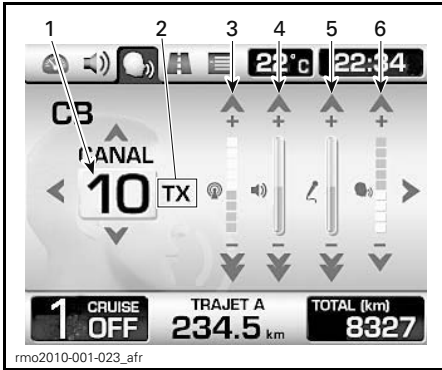 1 2 3 4 5 6
22°c 22:34
CB
CANAL
10 TX
+ + + +
− − − −
1 CRUISE OFF
TRAJET A
234.5 km
TOTAL (km)
8327
rmo2010-001-023_afr